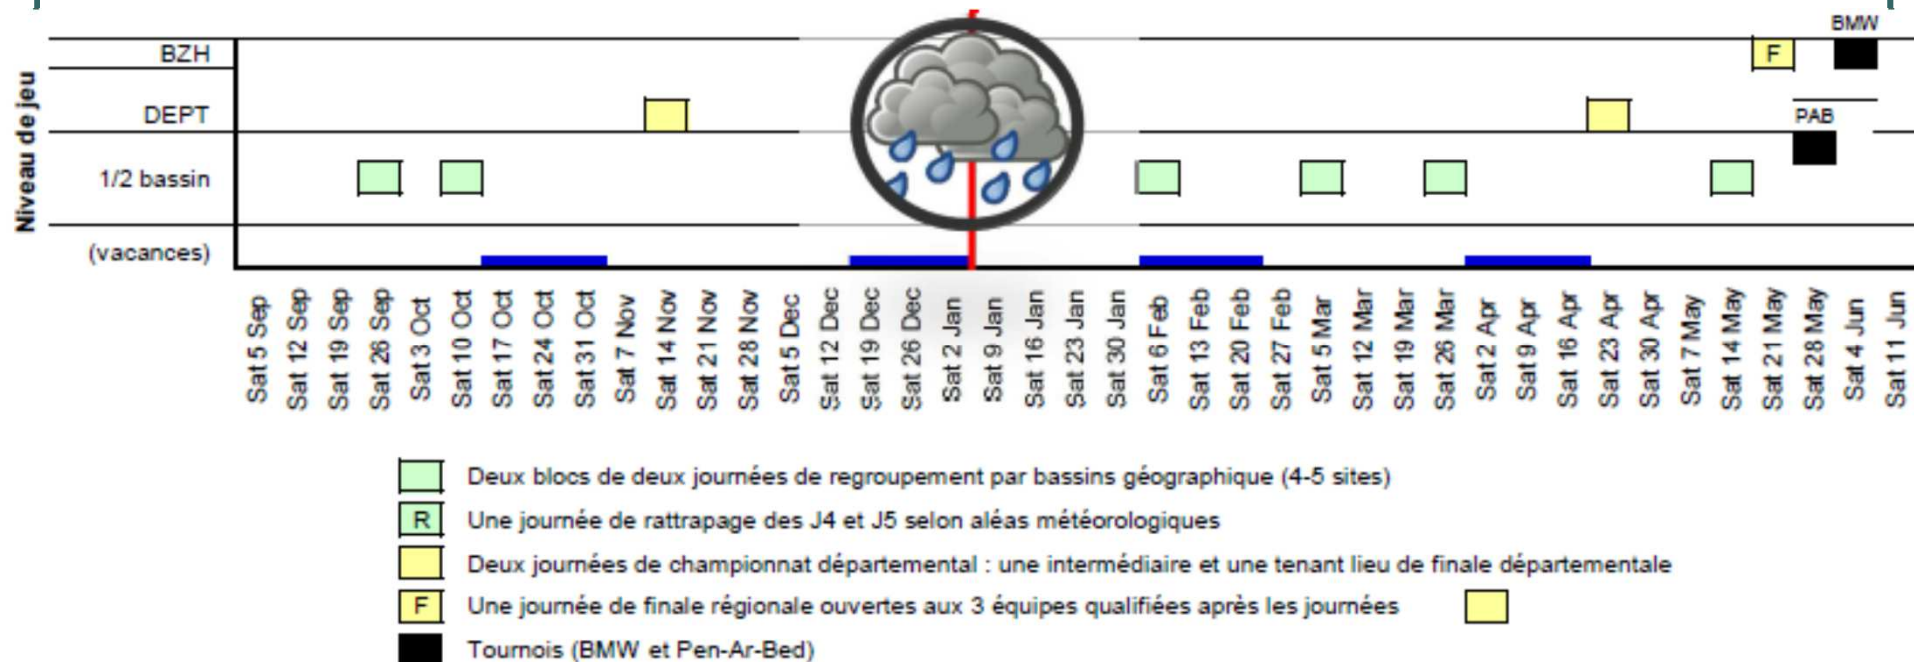 BMW
BZH
F
DEPT
PAB
1/2 bassin
(vacances)
Niveau de jeu
Sat 5 Sep
Sat 12 Sep
Sat 19 Sep
Sat 26 Sep
Sat 3 Oct
Sat 10 Oct
Sat 17 Oct
Sat 24 Oct
Sat 31 Oct
Sat 7 Nov
Sat 14 Nov
Sat 21 Nov
Sat 28 Nov
Sat 5 Dec
Sat 12 Dec
Sat 19 Dec
Sat 26 Dec
Sat 2 Jan
Sat 9 Jan
Sat 16 Jan
Sat 23 Jan
Sat 30 Jan
Sat 6 Feb
Sat 13 Feb
Sat 20 Feb
Sat 27 Feb
Sat 5 Mar
Sat 12 Mar
Sat 19 Mar
Sat 26 Mar
Sat 2 Apr
Sat 9 Apr
Sat 16 Apr
Sat 23 Apr
Sat 30 Apr
Sat 7 May
Sat 14 May
Sat 21 May
Sat 28 May
Sat 4 Jun
Sat 11 Jun
Deux blocs de deux journées de regroupement par bassins géographique (4-5 sites)
R Une journée de rattrapage des J4 et J5 selon aléas météorologiques
Deux journées de championnat départemental : une intermédiaire et une tenant lieu de finale départementale
F Une journée de finale régionale ouvertes aux 3 équipes qualifiées après les journées
Tournois (BMW et Pen-Ar-Bed)